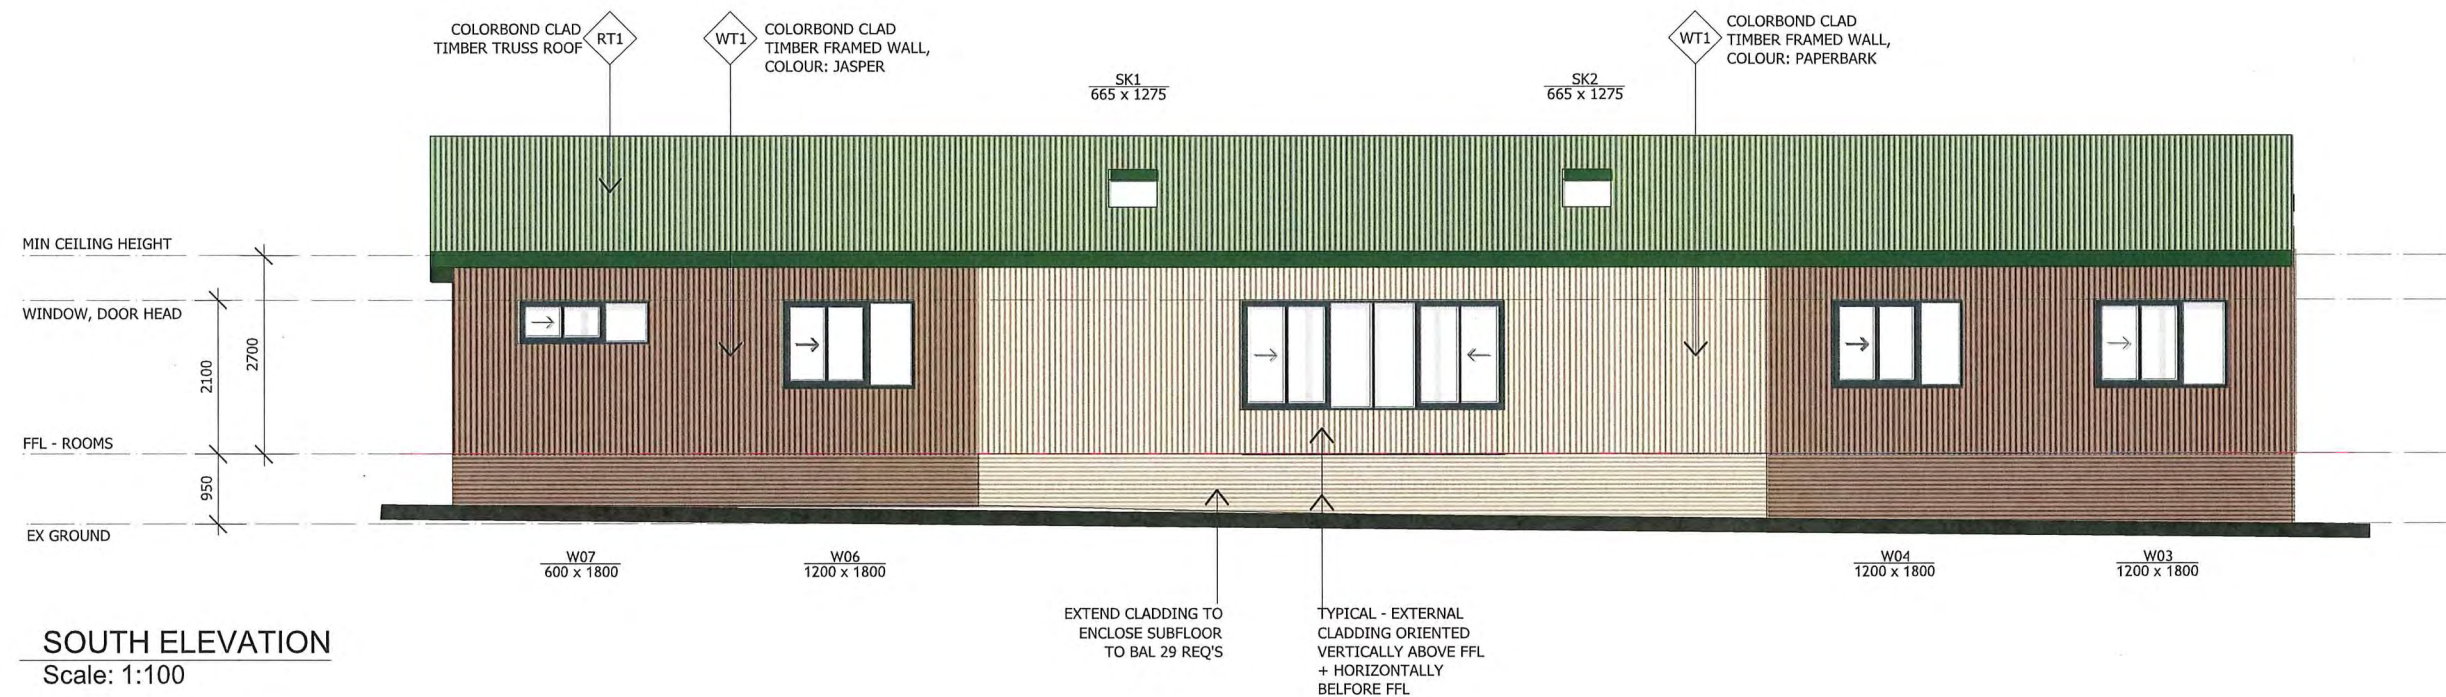 COLORBOND CLAD
TIMBER TRUSS ROOF
RT1
WT1
COLORBOND CLAD
TIMBER FRAMED WALL,
COLOUR: JASPER
SK1
665 x 1275
SK2
665 x 1275
WT1
COLORBOND CLAD
TIMBER FRAMED WALL,
COLOUR: PAPERBARK
MIN CEILING HEIGHT
WINDOW, DOOR HEAD
2100
2700
FFL - ROOMS
950
EX GROUND
W07
600 x 1800
W06
1200 x 1800
W04
1200 x 1800
W03
1200 x 1800
EXTEND CLADDING TO
ENCLOSE SUBFLOOR
TO BAL 29 REQ'S
TYPICAL - EXTERNAL
CLADDING ORIENTED
VERTICALLY ABOVE FFL
+ HORIZONTALLY
BELFORE FFL
SOUTH ELEVATION
Scale: 1:100